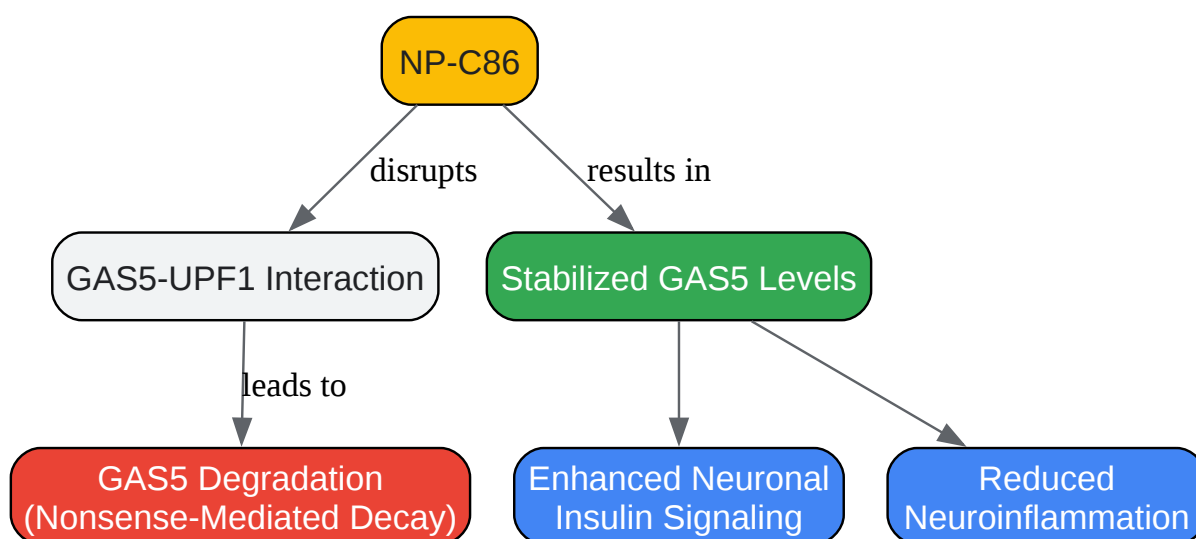 NP-C86
disrupts
results in
GAS5-UPF1 Interaction
Stabilized GAS5 Levels
leads to
GAS5 Degradation
(Nonsense-Mediated Decay)
Enhanced Neuronal
Insulin Signaling
Reduced
Neuroinflammation